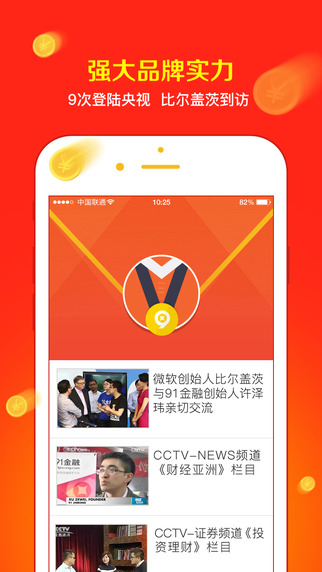 强大品牌实力
9次登陆央视 比尔盖茨到访
中国联通 10:25 82%
微软创始人比尔盖茨
与91金融创始人许泽
玮亲切交流
91金融
XU ZEWEI, FOUNDER
CCTV-NEWS频道
《财经亚洲》栏目
CCTV-证券频道《投
资理财》栏目